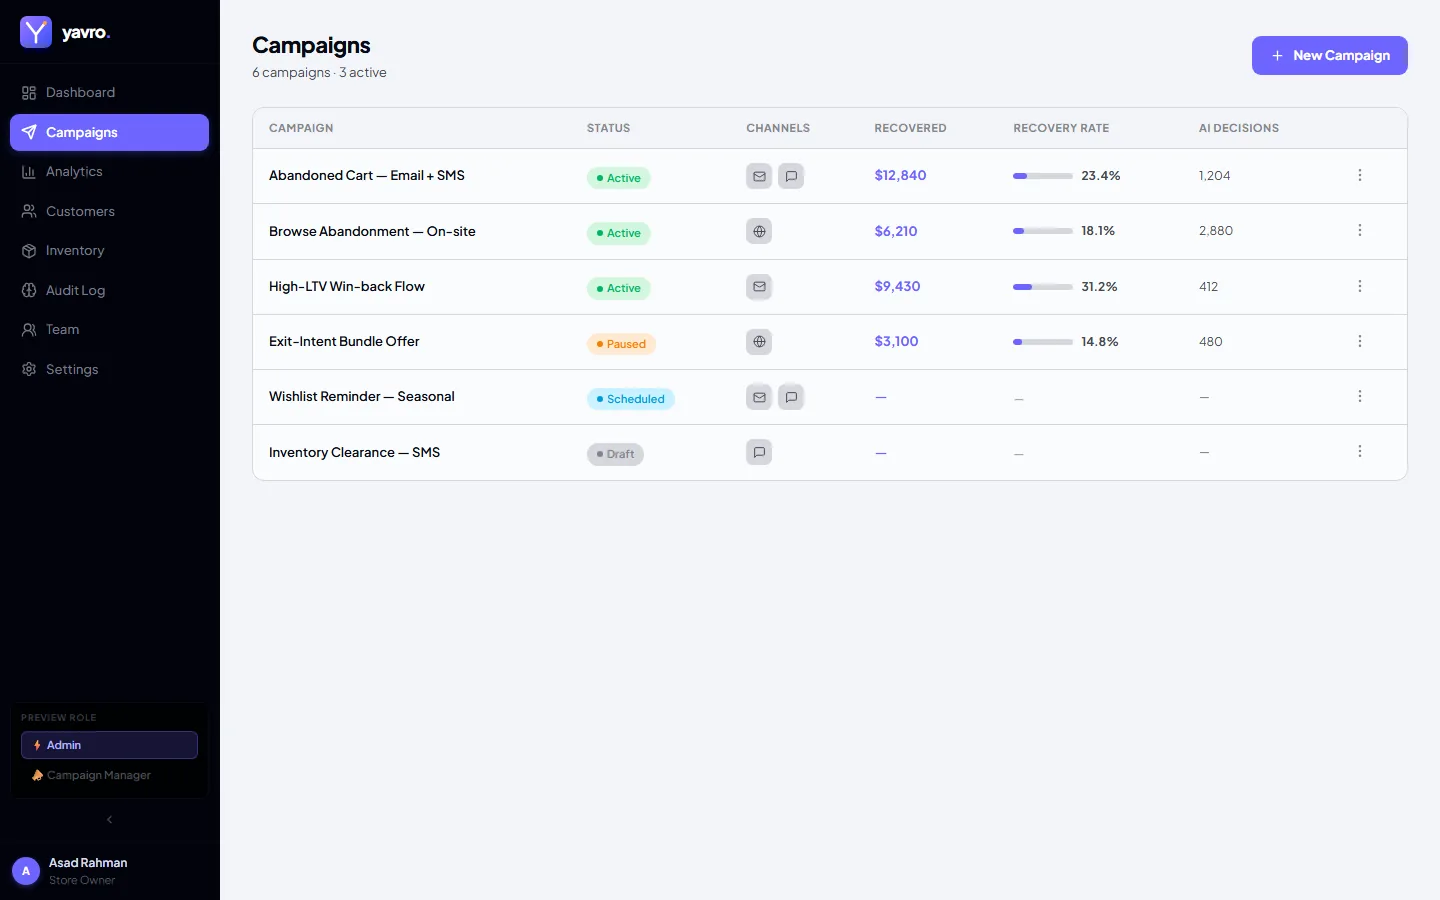 yavro.
Dashboard
Campaigns
Analytics
Customers
Inventory
Audit Log
Team
Settings
PREVIEW ROLE
Admin
Campaign Manager
A
Asad Rahman
Store Owner
Campaigns
6 campaigns · 3 active
+ New Campaign
CAMPAIGN STATUS CHANNELS RECOVERED RECOVERY RATE AI DECISIONS
Abandoned Cart — Email + SMS Active $12,840 23.4% 1,204
Browse Abandonment — On-site Active $6,210 18.1% 2,880
High-LTV Win-back Flow Active $9,430 31.2% 412
Exit-Intent Bundle Offer Paused $3,100 14.8% 480
Wishlist Reminder — Seasonal Scheduled — — —
Inventory Clearance — SMS Draft — — —